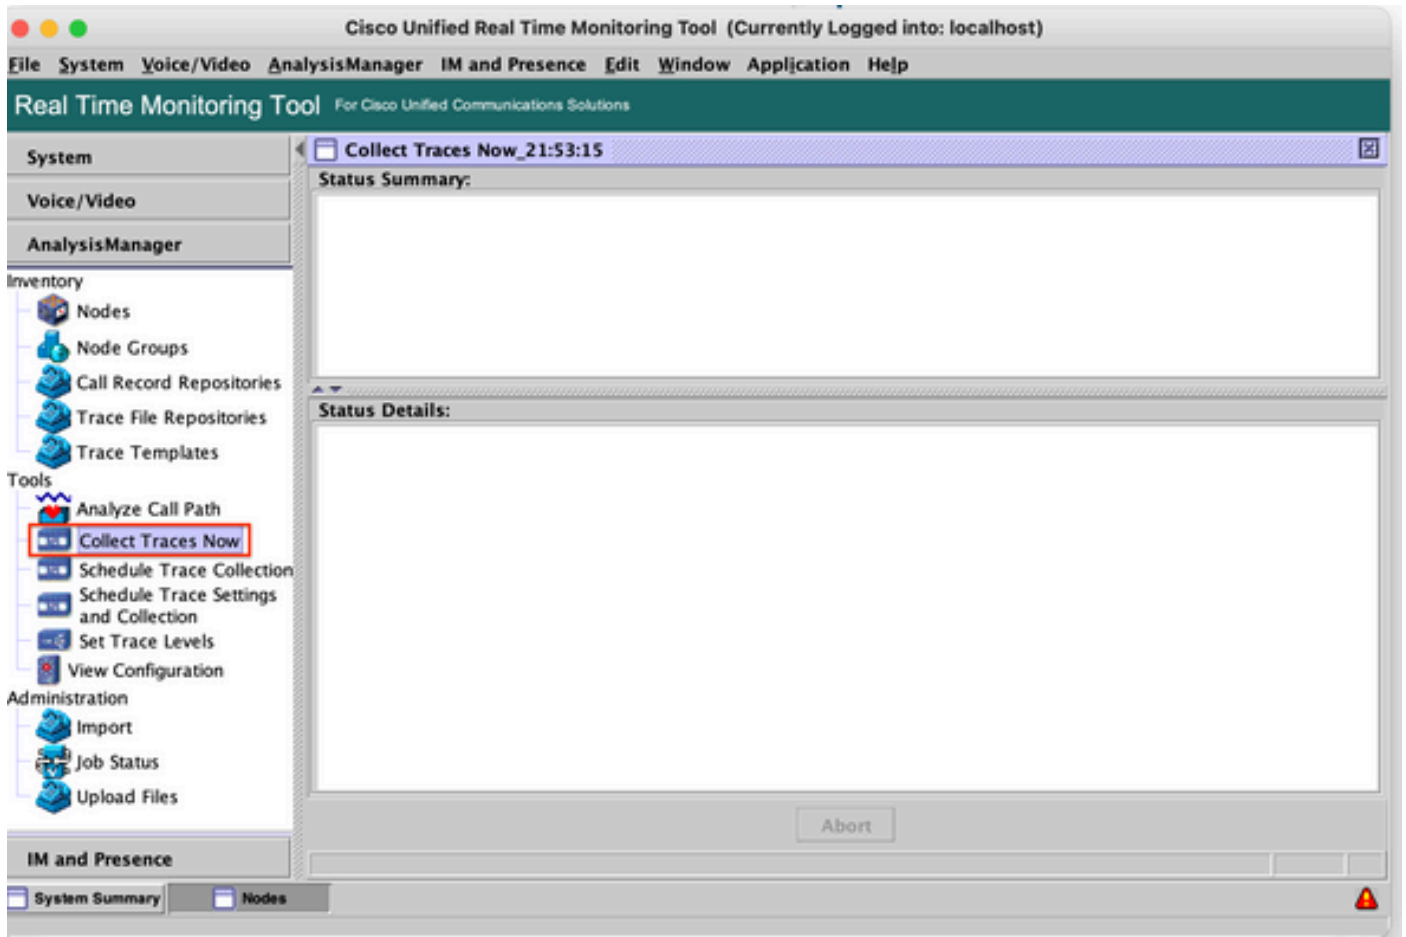 Cisco Unified Real Time Monitoring Tool (Currently Logged into: localhost)
File System Voice/Video AnalysisManager IM and Presence Edit Window Application Help
Real Time Monitoring Tool For Cisco Unified Communications Solutions
System
Voice/Video
AnalysisManager
Inventory
Nodes
Node Groups
Call Record Repositories
Trace File Repositories
Trace Templates
Tools
Analyze Call Path
Collect Traces Now
Schedule Trace Collection
Schedule Trace Settings
and Collection
Set Trace Levels
View Configuration
Administration
Import
Job Status
Upload Files
IM and Presence
Collect Traces Now_21:53:15
Status Summary:
Status Details:
Abort
System Summary
Nodes